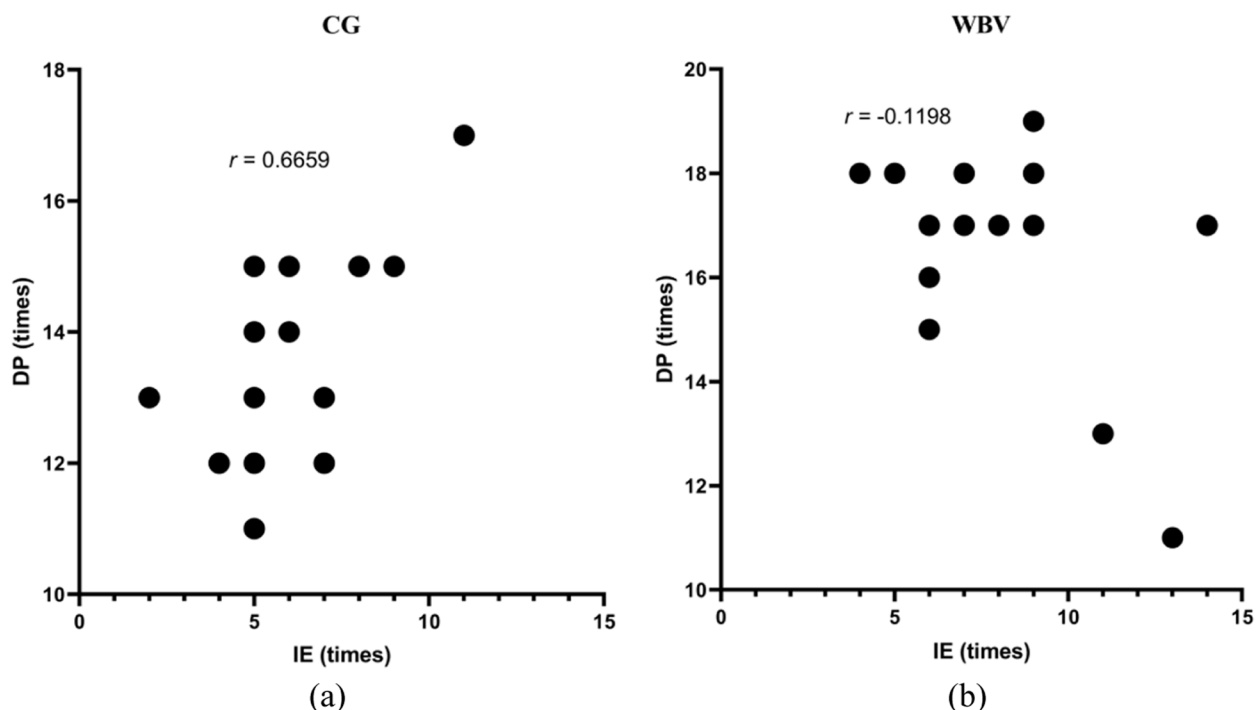 CG
r = 0.6659
DP (times)
18
16
14
12
10
0
5
10
15
IE (times)
(a)
WBV
r = -0.1198
DP (times)
20
18
16
14
12
10
0
5
10
15
IE (times)
(b)